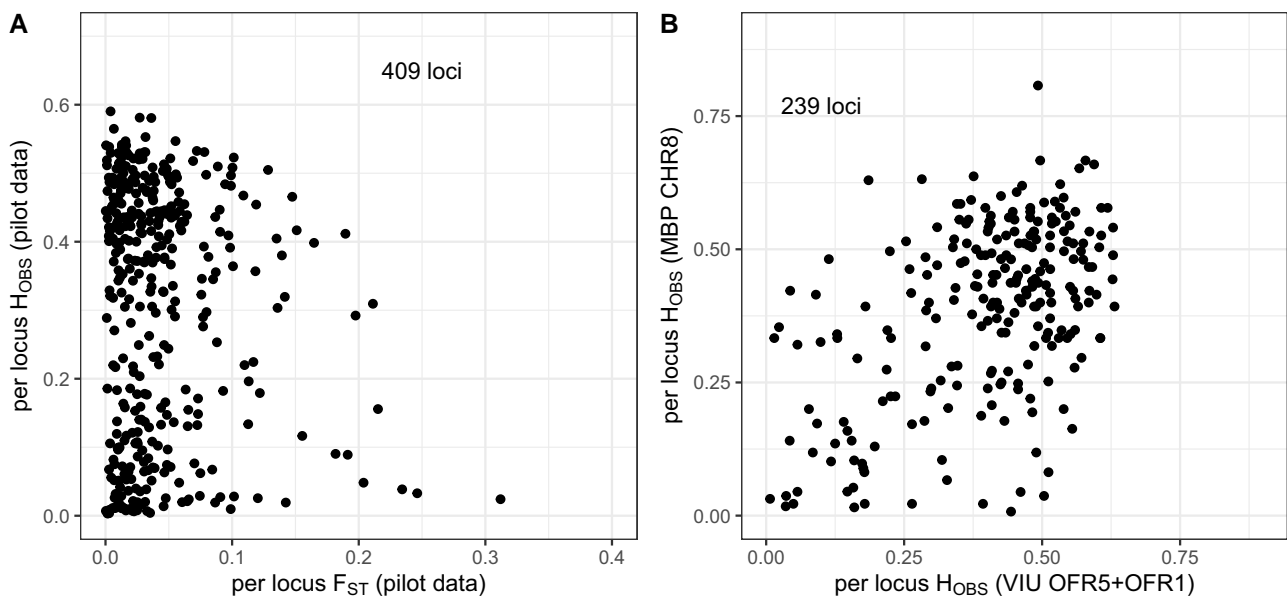 A
409 loci
0.6
0.4
0.2
0.0
0.0 0.1 0.2 0.3 0.4
per locus FST (pilot data)
per locus HOBS (pilot data)
B
239 loci
0.75
0.50
0.25
0.00
0.00 0.25 0.50 0.75
per locus HOBS (VIU OFR5+OFR1)
per locus HOBS (MBP CHR8)